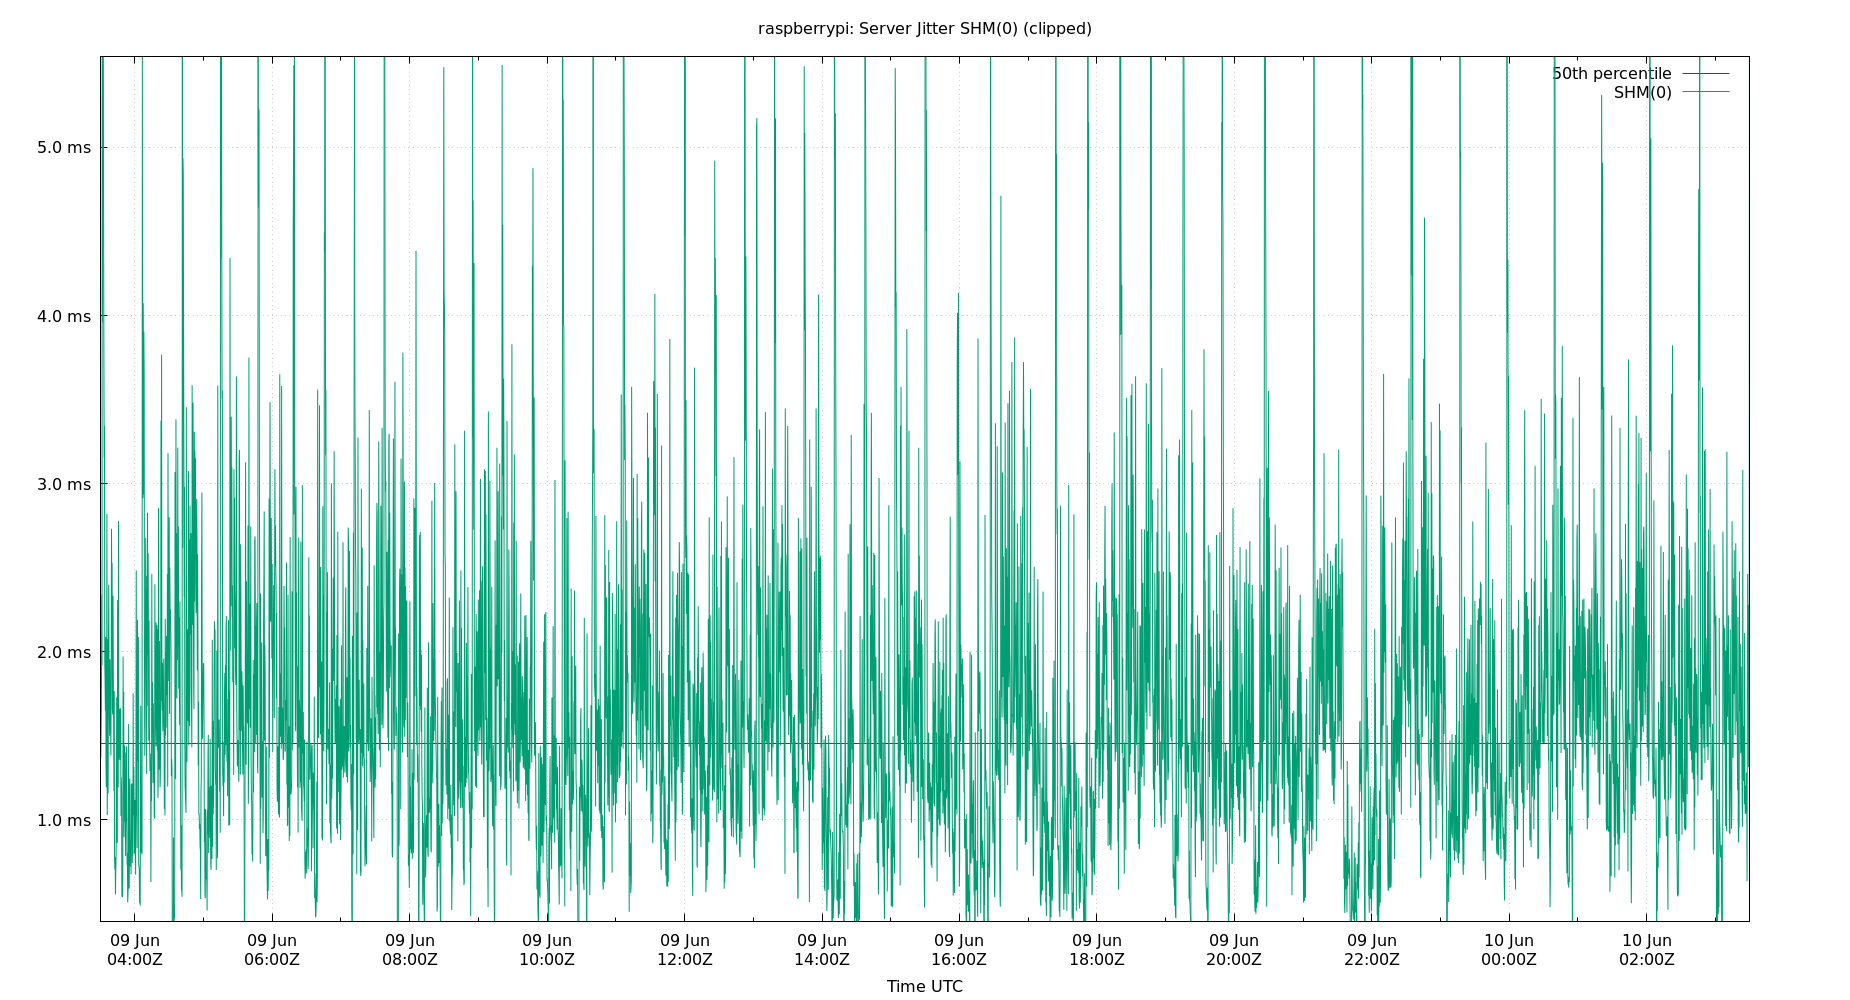 raspberrypi: Server Jitter SHM(0) (clipped)
50th percentile
SHM(0)
5.0 ms
4.0 ms
3.0 ms
2.0 ms
1.0 ms
09 Jun 09 Jun 09 Jun 09 Jun 09 Jun 09 Jun 09 Jun 09 Jun 09 Jun 09 Jun 10 Jun 10 Jun
04:00Z 06:00Z 08:00Z 10:00Z 12:00Z 14:00Z 16:00Z 18:00Z 20:00Z 22:00Z 00:00Z 02:00Z
Time UTC